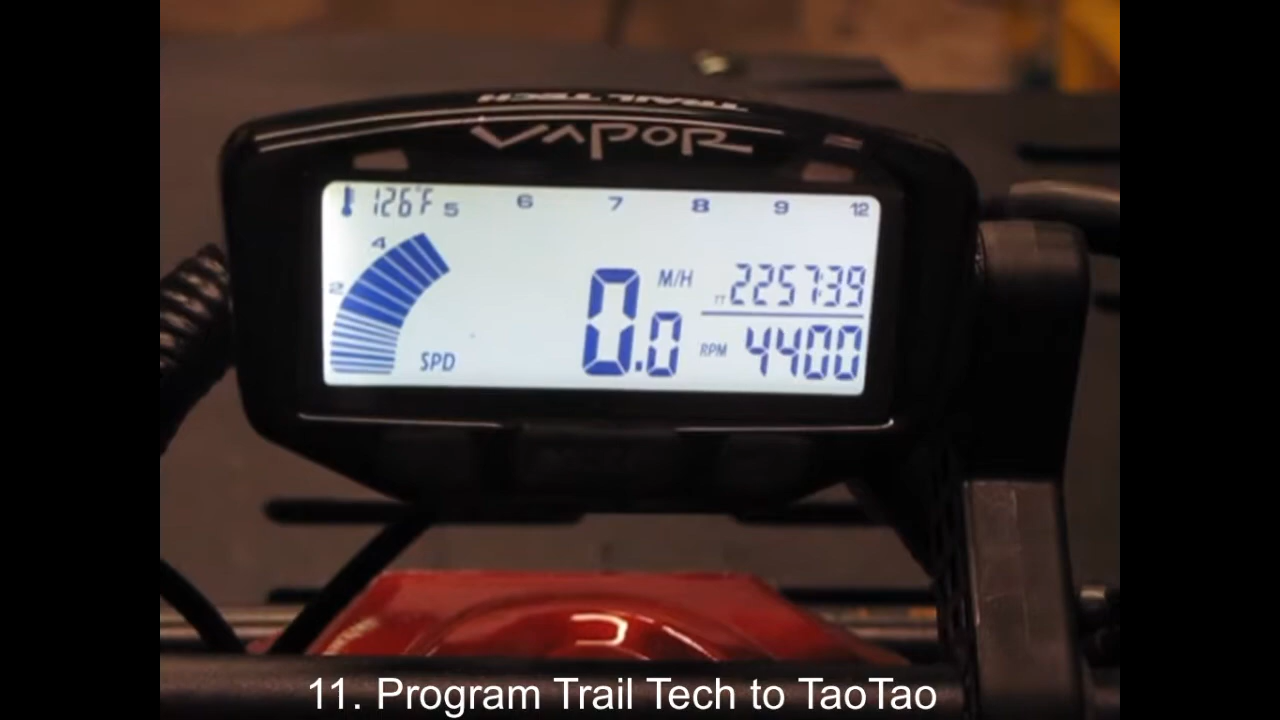 TRAIL TECH
VAPOR
126°F 5 6 7 8 9 12
4
2
M/H TT 225739
0.0
RPM 4400
SPD
11. Program Trail Tech to TaoTao